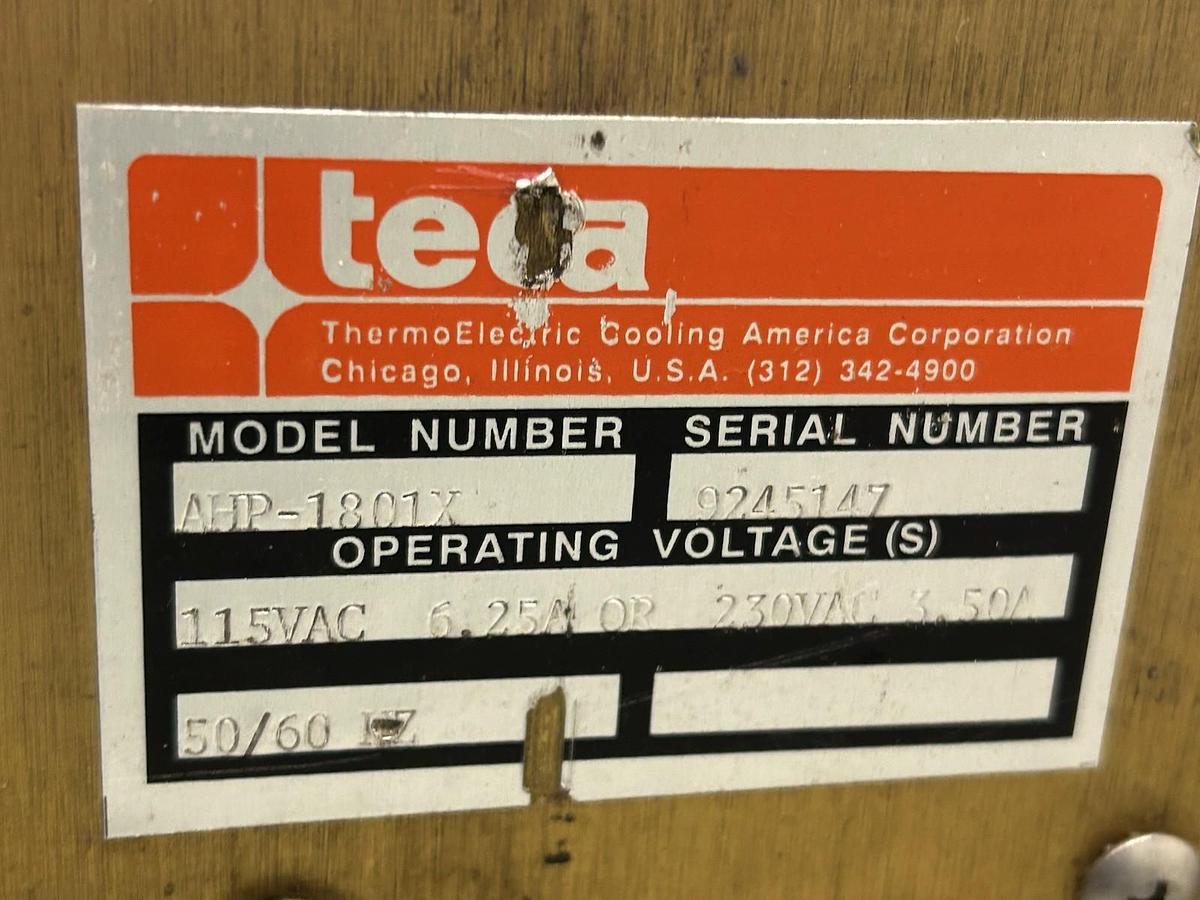 teca
ThermoElectric Cooling America Corporation
Chicago, Illinois, U.S.A. (312) 342-4900
MODEL NUMBER SERIAL NUMBER
AHP-1801X 9245147
OPERATING VOLTAGE (S)
115VAC 6.25A OR 230VAC 3.50A
50/60 HZ